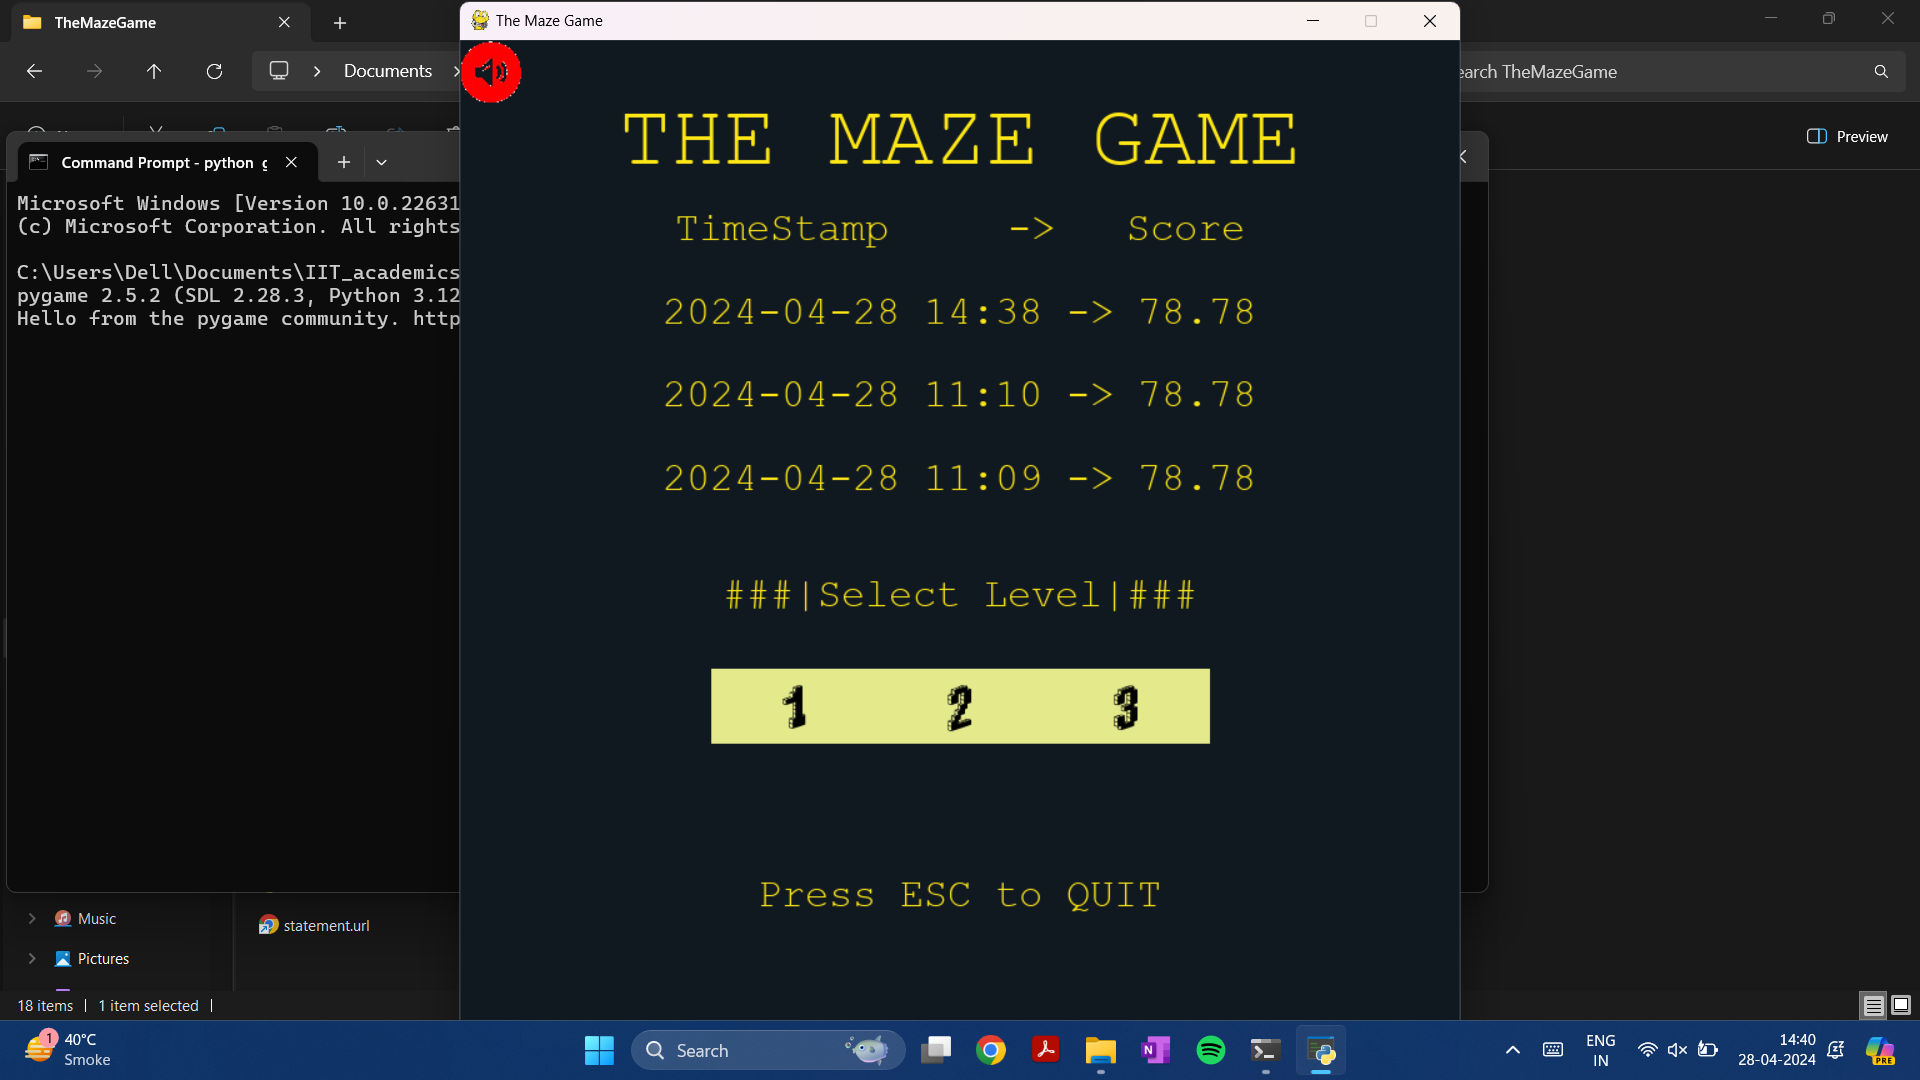 TheMazeGame
Documents
earch TheMazeGame
Preview
Command Prompt - python
Microsoft Windows [Version 10.0.22631
(c) Microsoft Corporation. All rights
C:\Users\Dell\Documents\IIT_academics
pygame 2.5.2 (SDL 2.28.3, Python 3.12
Hello from the pygame community. http
The Maze Game
THE MAZE GAME
TimeStamp -> Score
2024-04-28 14:38 -> 78.78
2024-04-28 11:10 -> 78.78
2024-04-28 11:09 -> 78.78
###|Select Level|###
1 2 3
Press ESC to QUIT
Music
Pictures
statement.url
18 items | 1 item selected |
1
40°C
Smoke
Search
N
ENG
IN
14:40
28-04-2024
PRE